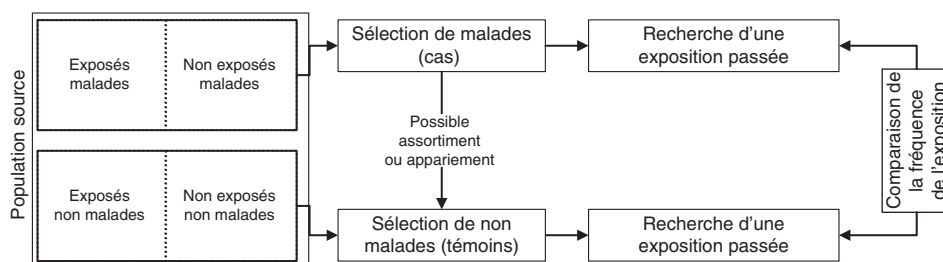 Population source
Exposés
malades
Non exposés
malades
Sélection de malades
(cas)
Recherche d'une
exposition passée
Possible
assortiment
ou appariement
Comparaison de
la fréquence
de l'exposition
Exposés
non malades
Non exposés
non malades
Sélection de non
malades (témoins)
Recherche d'une
exposition passée